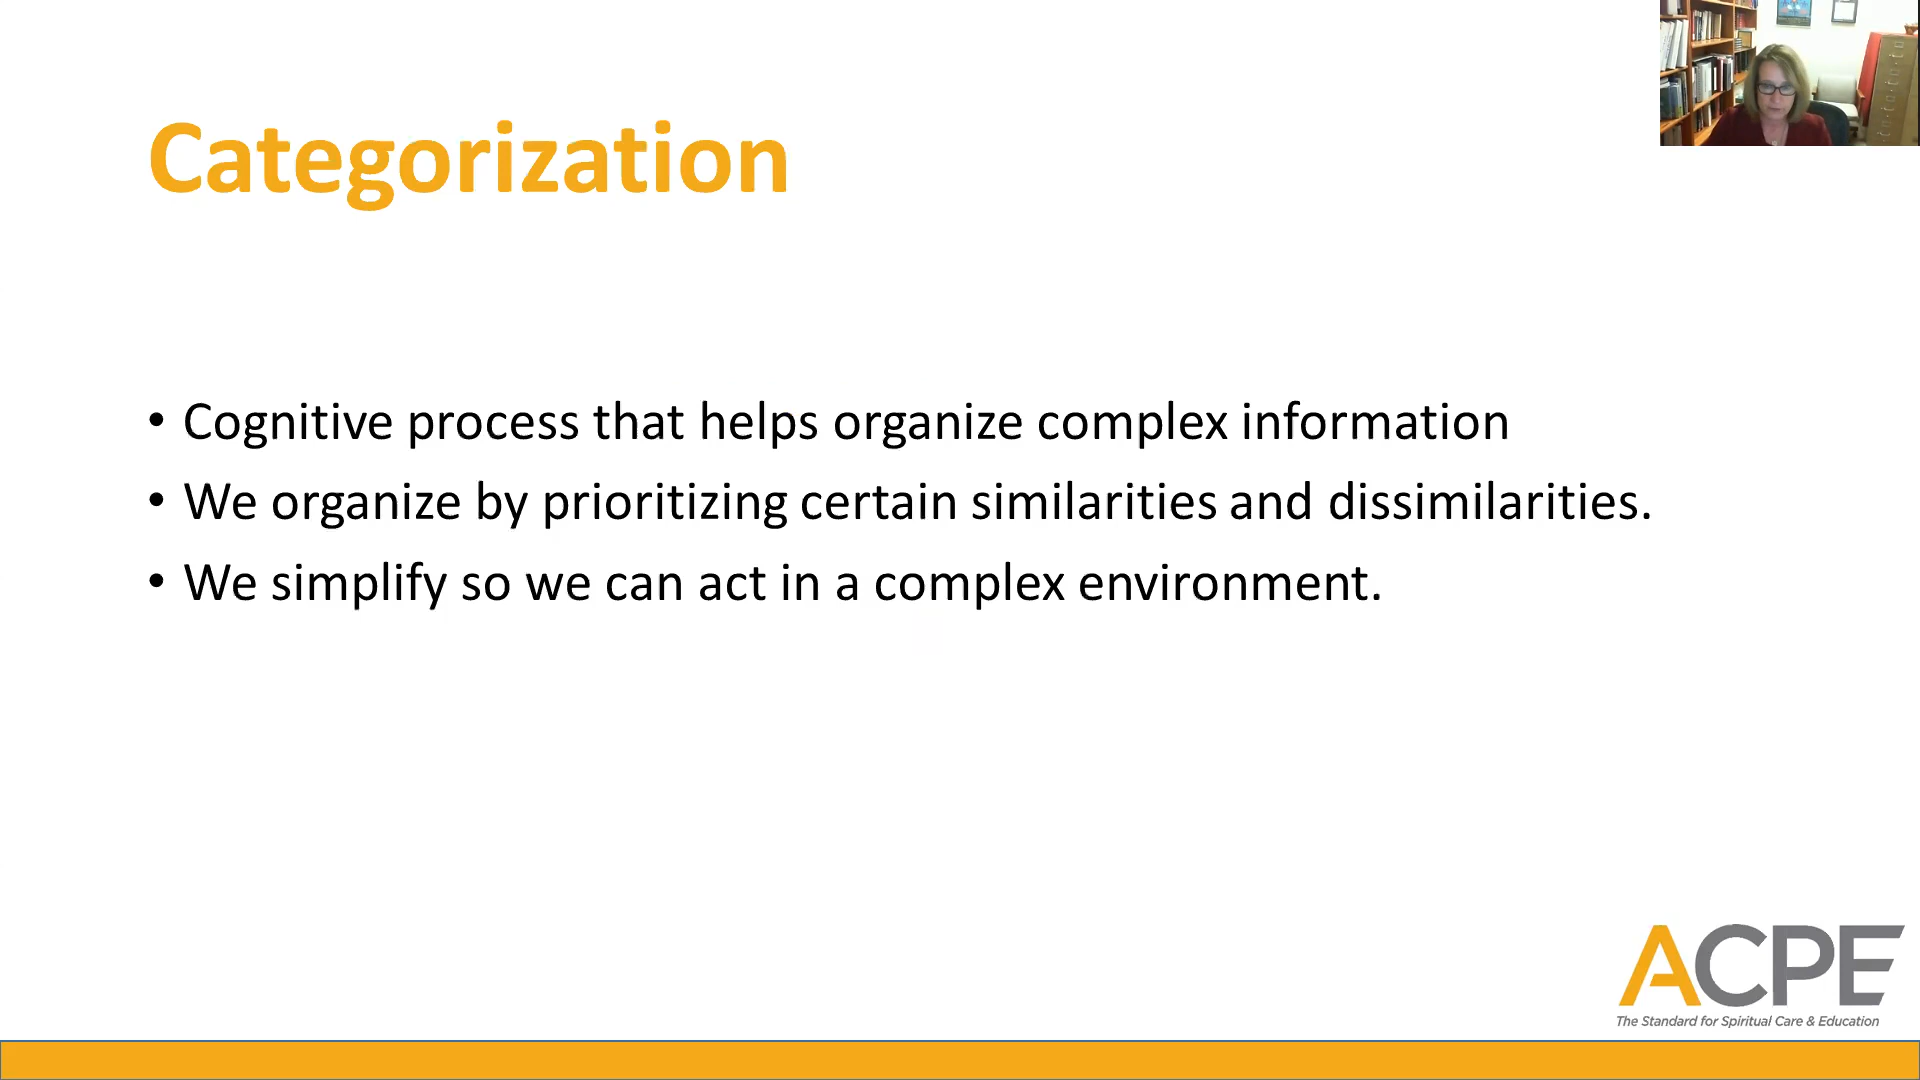 Categorization
• Cognitive process that helps organize complex information
• We organize by prioritizing certain similarities and dissimilarities.
• We simplify so we can act in a complex environment.
ACPE
The Standard for Spiritual Care & Education